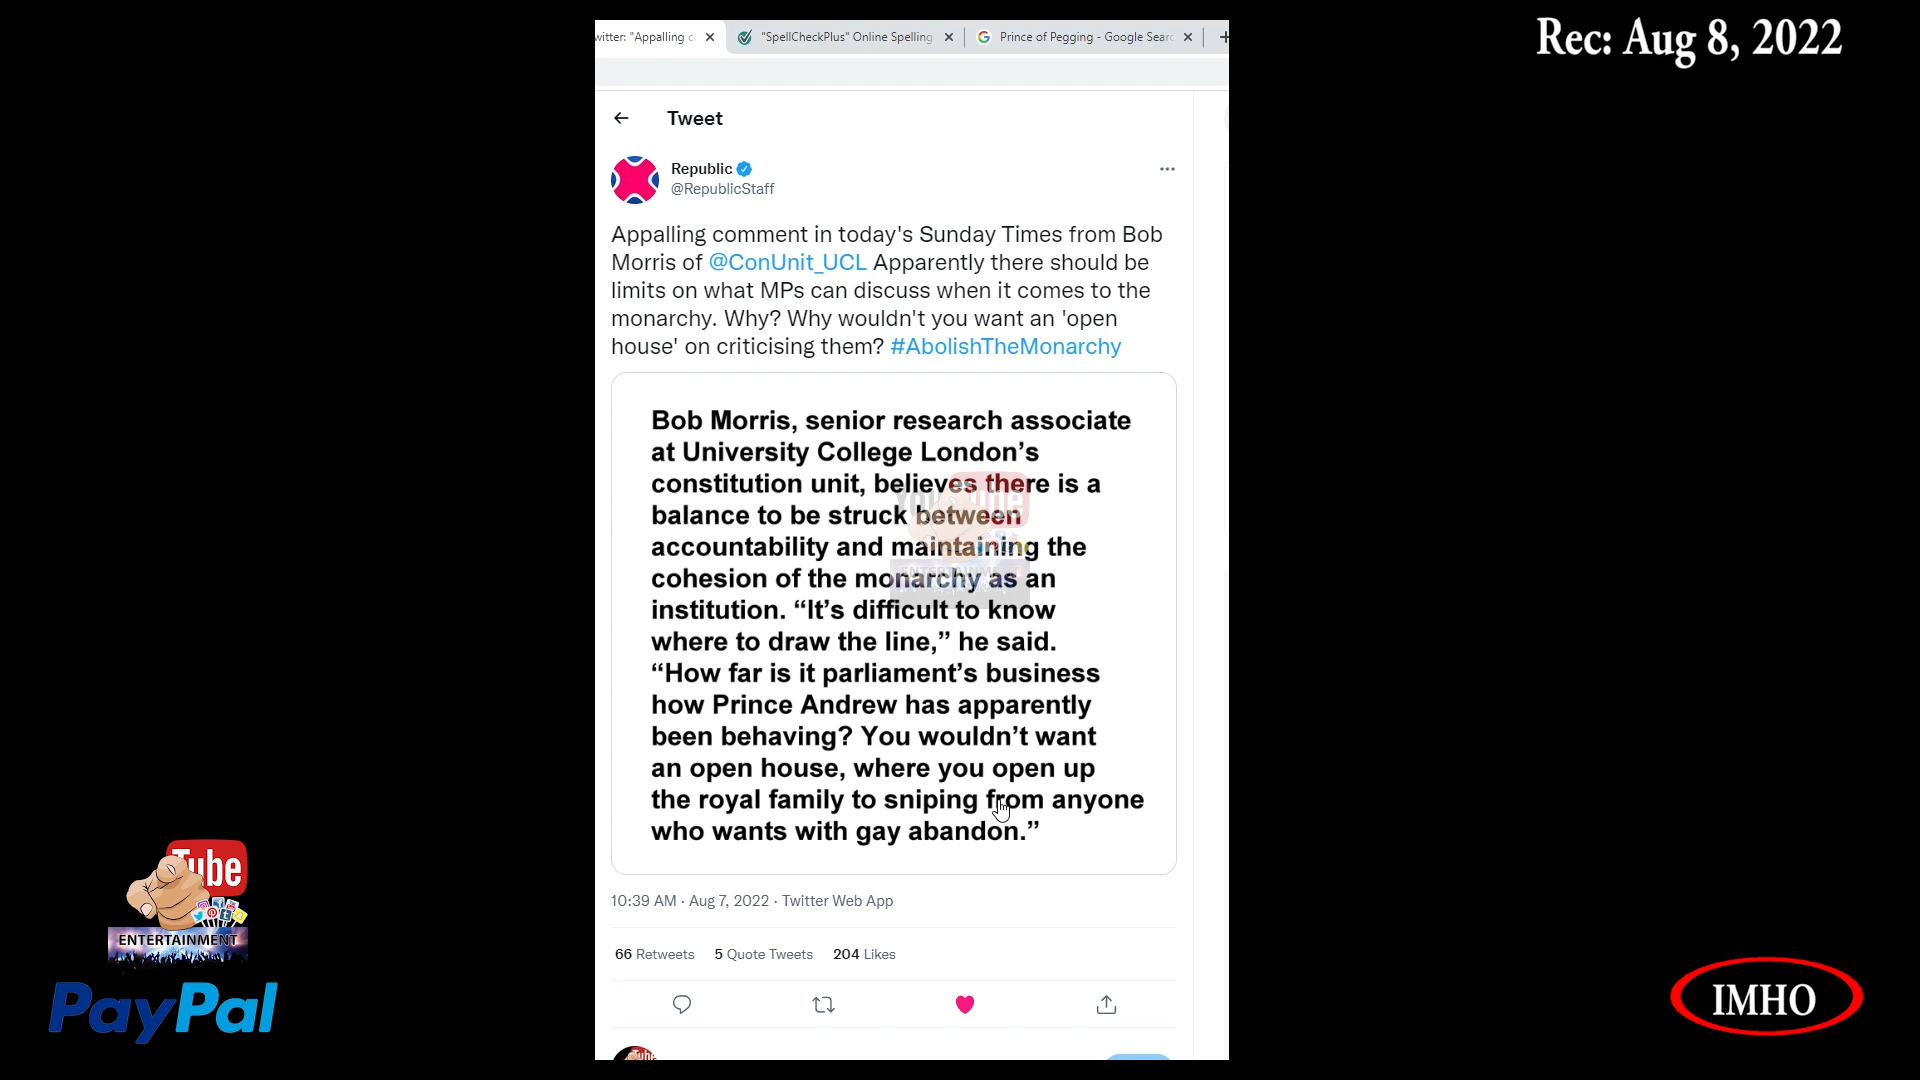 Rec: Aug 8, 2022
witter: "Appalling c
"SpellCheckPlus" Online Spelling
Prince of Pegging - Google Searc
Tweet
Republic
@RepublicStaff
Appalling comment in today's Sunday Times from Bob
Morris of @ConUnit_UCL Apparently there should be
limits on what MPs can discuss when it comes to the
monarchy. Why? Why wouldn't you want an 'open
house' on criticising them? #AbolishTheMonarchy
Bob Morris, senior research associate
at University College London’s
constitution unit, believes there is a
balance to be struck between
accountability and maintaining the
cohesion of the monarchy as an
institution. “It’s difficult to know
where to draw the line,” he said.
“How far is it parliament’s business
how Prince Andrew has apparently
been behaving? You wouldn’t want
an open house, where you open up
the royal family to sniping from anyone
who wants with gay abandon.”
10:39 AM · Aug 7, 2022 · Twitter Web App
66 Retweets 5 Quote Tweets 204 Likes
Tube
ENTERTAINMENT
PayPal
IMHO